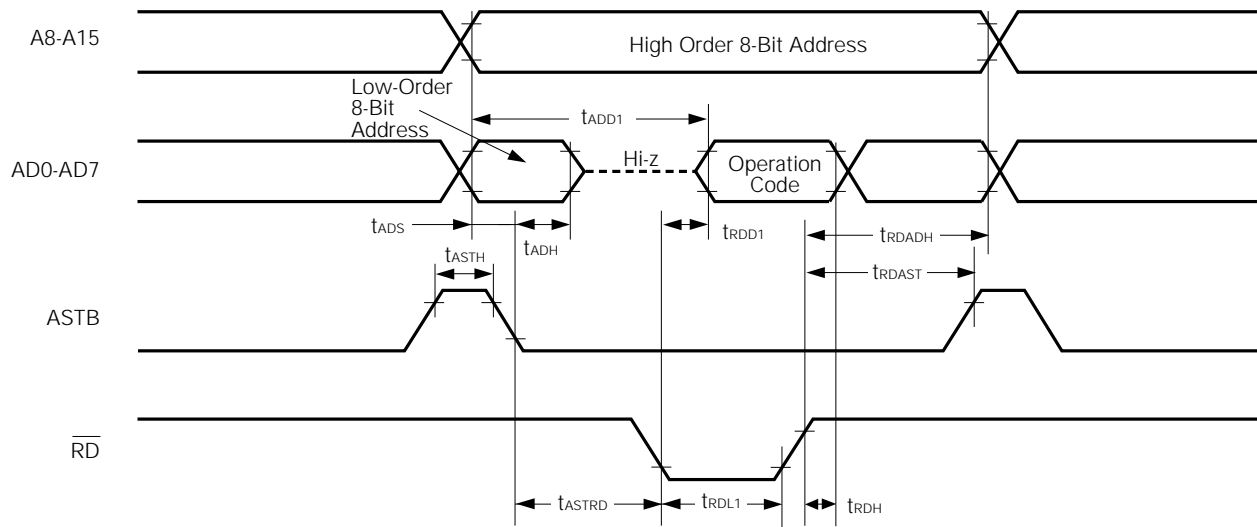 A8-A15
High Order 8-Bit Address
Low-Order
8-Bit
Address
tADD1
AD0-AD7
Hi-z
Operation
Code
tADS
tADH
tRDD1
tRDADH
tASTH
tRDAST
ASTB
RD
tASTRD
tRDL1
tRDH